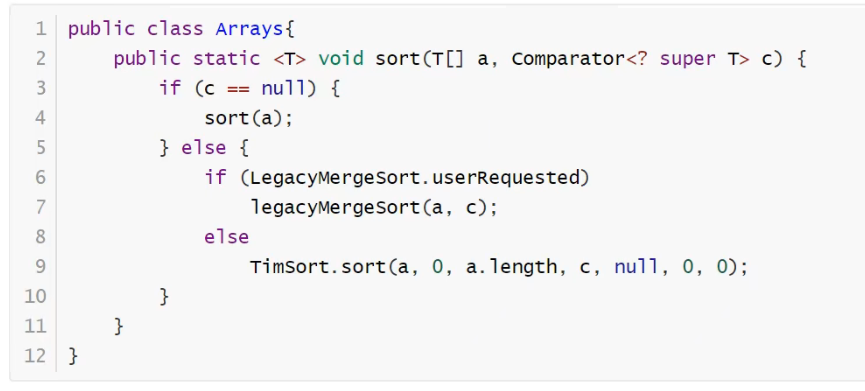 1 public class Arrays{
2     public static <T> void sort(T[] a, Comparator<? super T> c) {
3         if (c == null) {
4             sort(a);
5         } else {
6             if (LegacyMergeSort.userRequested)
7                 legacyMergeSort(a, c);
8             else
9                 TimSort.sort(a, 0, a.length, c, null, 0, 0);
10         }
11     }
12 }